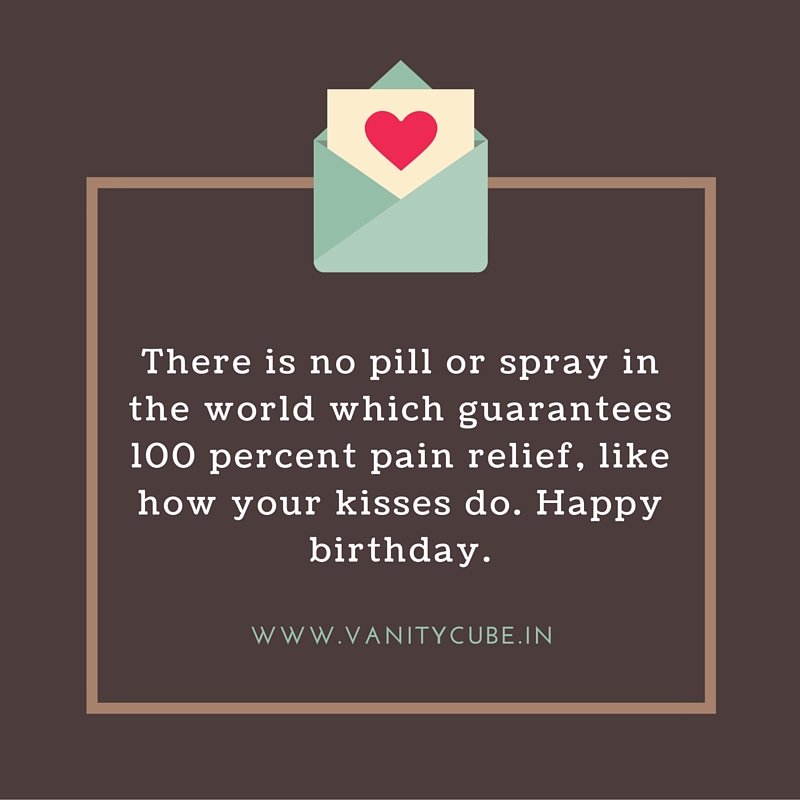 There is no pill or spray in
the world which guarantees
100 percent pain relief, like
how your kisses do. Happy
birthday.
WWW.VANITYCUBE.IN